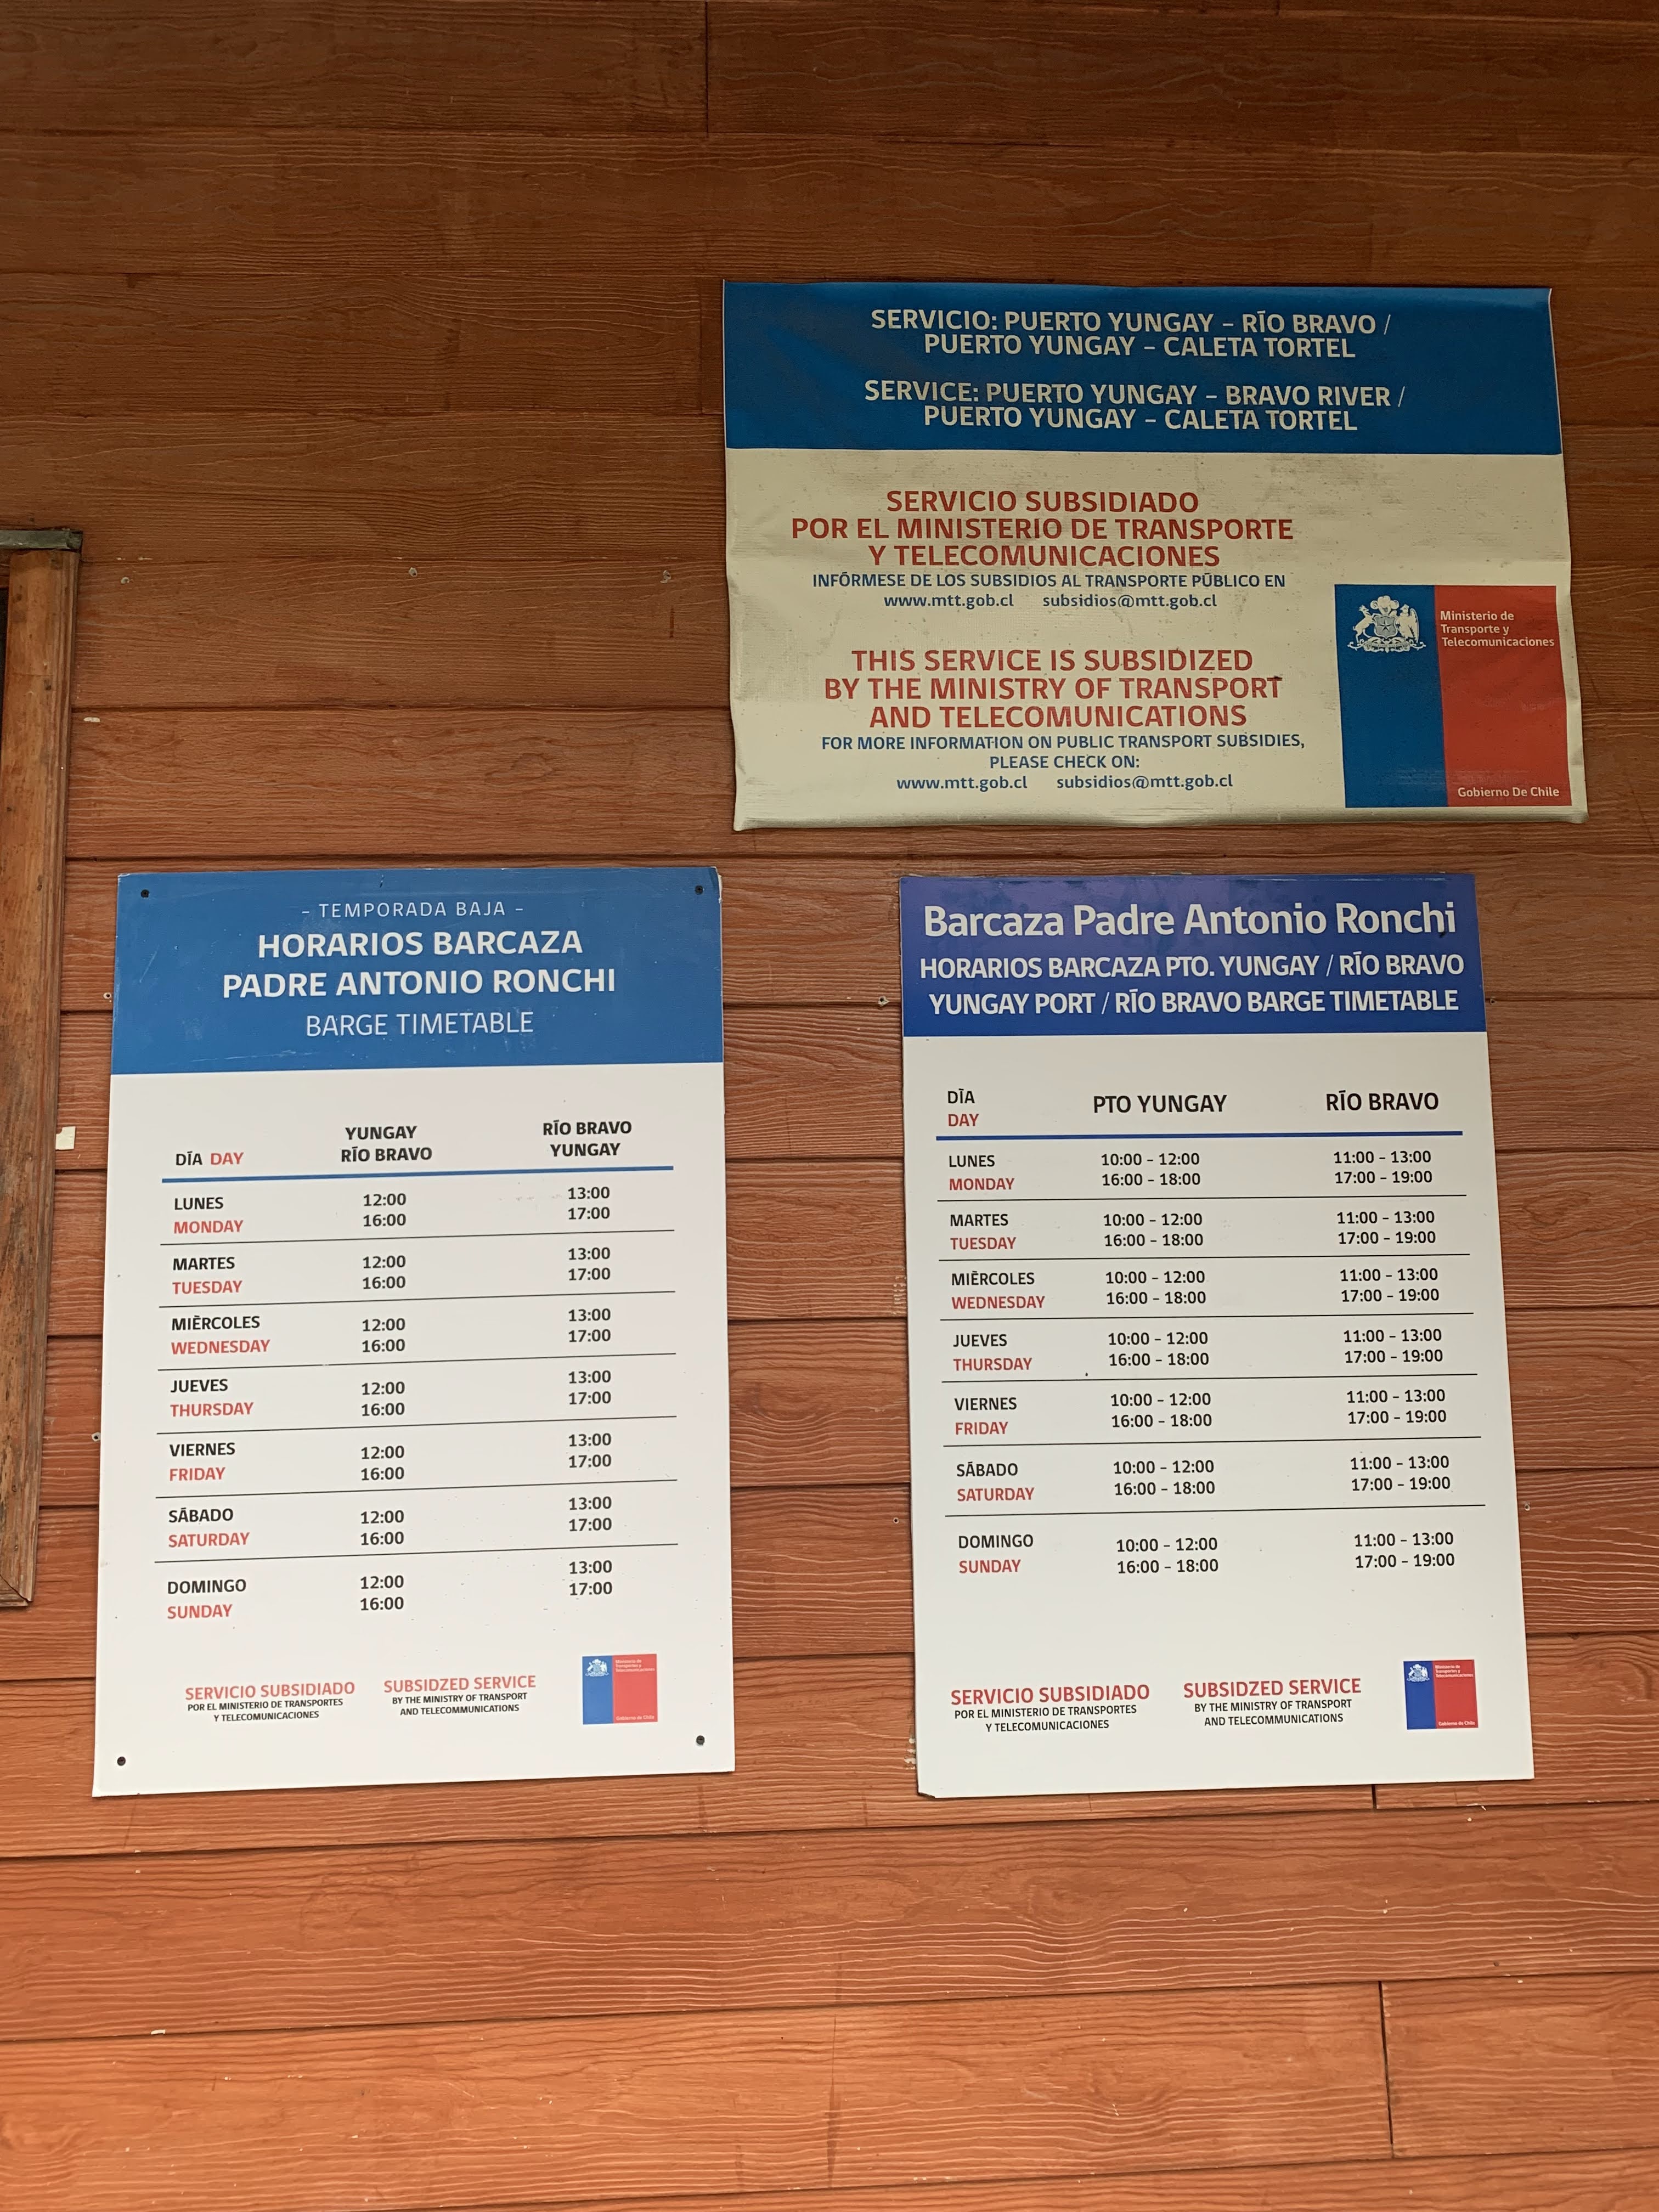 SERVICIO: PUERTO YUNGAY – RÍO BRAVO /
PUERTO YUNGAY – CALETA TORTEL
SERVICE: PUERTO YUNGAY – BRAVO RIVER /
PUERTO YUNGAY – CALETA TORTEL
SERVICIO SUBSIDIADO
POR EL MINISTERIO DE TRANSPORTE
Y TELECOMUNICACIONES
INFÓRMESE DE LOS SUBSIDIOS AL TRANSPORTE PÚBLICO EN
www.mtt.gob.cl subsidios@mtt.gob.cl
THIS SERVICE IS SUBSIDIZED
BY THE MINISTRY OF TRANSPORT
AND TELECOMUNICATIONS
FOR MORE INFORMATION ON PUBLIC TRANSPORT SUBSIDIES,
PLEASE CHECK ON:
www.mtt.gob.cl subsidios@mtt.gob.cl
Ministerio de
Transporte y
Telecomunicaciones
Gobierno De Chile
– TEMPORADA BAJA –
HORARIOS BARCAZA
PADRE ANTONIO RONCHI
BARGE TIMETABLE
DÍA DAY
YUNGAY
RÍO BRAVO
RÍO BRAVO
YUNGAY
LUNES 12:00 13:00
MONDAY 16:00 17:00
MARTES 12:00 13:00
TUESDAY 16:00 17:00
MIÈRCOLES 12:00 13:00
WEDNESDAY 16:00 17:00
JUEVES 12:00 13:00
THURSDAY 16:00 17:00
VIERNES 12:00 13:00
FRIDAY 16:00 17:00
SÁBADO 12:00 13:00
SATURDAY 16:00 17:00
DOMINGO 12:00 13:00
SUNDAY 16:00 17:00
SERVICIO SUBSIDIADO
POR EL MINISTERIO DE TRANSPORTES
Y TELECOMUNICACIONES
SUBSIDZED SERVICE
BY THE MINISTRY OF TRANSPORT
AND TELECOMMUNICATIONS
Ministerio de
Transportes y
Telecomunicaciones
Gobierno de Chile
Barcaza Padre Antonio Ronchi
HORARIOS BARCAZA PTO. YUNGAY / RÍO BRAVO
YUNGAY PORT / RÍO BRAVO BARGE TIMETABLE
DÌA
DAY
PTO YUNGAY
RÍO BRAVO
LUNES 10:00 – 12:00 11:00 – 13:00
MONDAY 16:00 – 18:00 17:00 – 19:00
MARTES 10:00 – 12:00 11:00 – 13:00
TUESDAY 16:00 – 18:00 17:00 – 19:00
MIÈRCOLES 10:00 – 12:00 11:00 – 13:00
WEDNESDAY 16:00 – 18:00 17:00 – 19:00
JUEVES 10:00 – 12:00 11:00 – 13:00
THURSDAY 16:00 – 18:00 17:00 – 19:00
VIERNES 10:00 – 12:00 11:00 – 13:00
FRIDAY 16:00 – 18:00 17:00 – 19:00
SÁBADO 10:00 – 12:00 11:00 – 13:00
SATURDAY 16:00 – 18:00 17:00 – 19:00
DOMINGO 10:00 – 12:00 11:00 – 13:00
SUNDAY 16:00 – 18:00 17:00 – 19:00
SERVICIO SUBSIDIADO
POR EL MINISTERIO DE TRANSPORTES
Y TELECOMUNICACIONES
SUBSIDZED SERVICE
BY THE MINISTRY OF TRANSPORT
AND TELECOMMUNICATIONS
Ministerio de
Transportes y
Telecomunicaciones
Gobierno de Chile